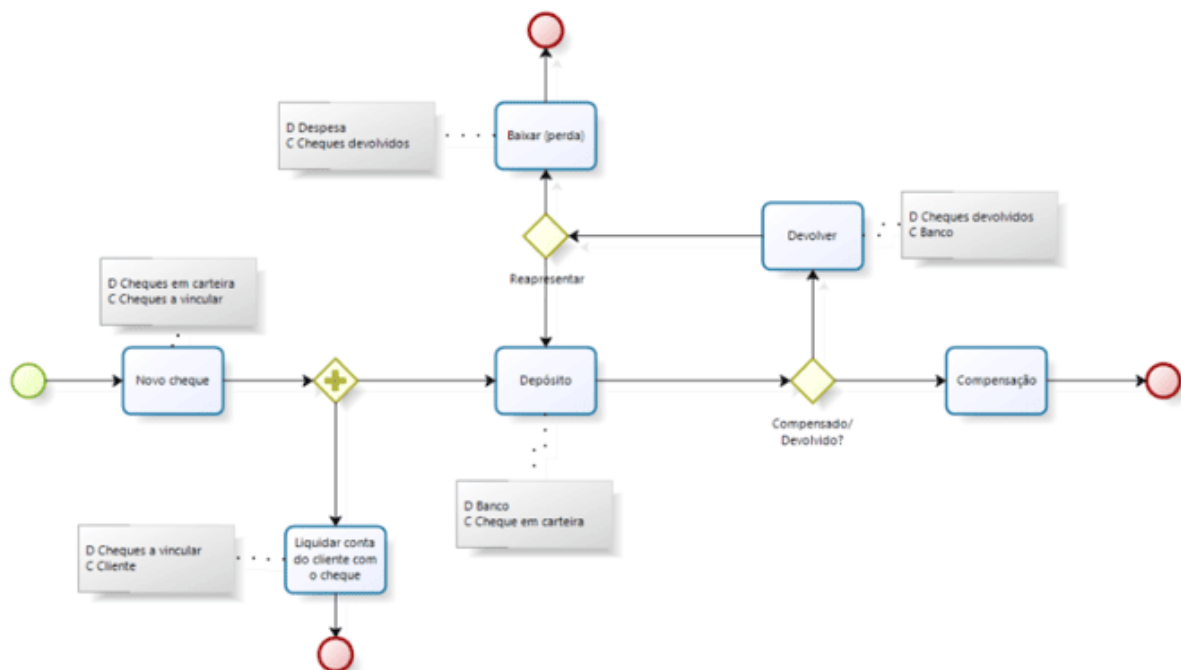 D Despesa
C Cheques devolvidos
Baixar (perda)
D Cheques devolvidos
C Banco
Devolver
Reapresentar
D Cheques em carteira
C Cheques a vincular
Novo cheque
Depósito
Compensação
Compensado/
Devolvido?
D Banco
C Cheque em carteira
D Cheques a vincular
C Cliente
Liquidar conta
do cliente com
o cheque